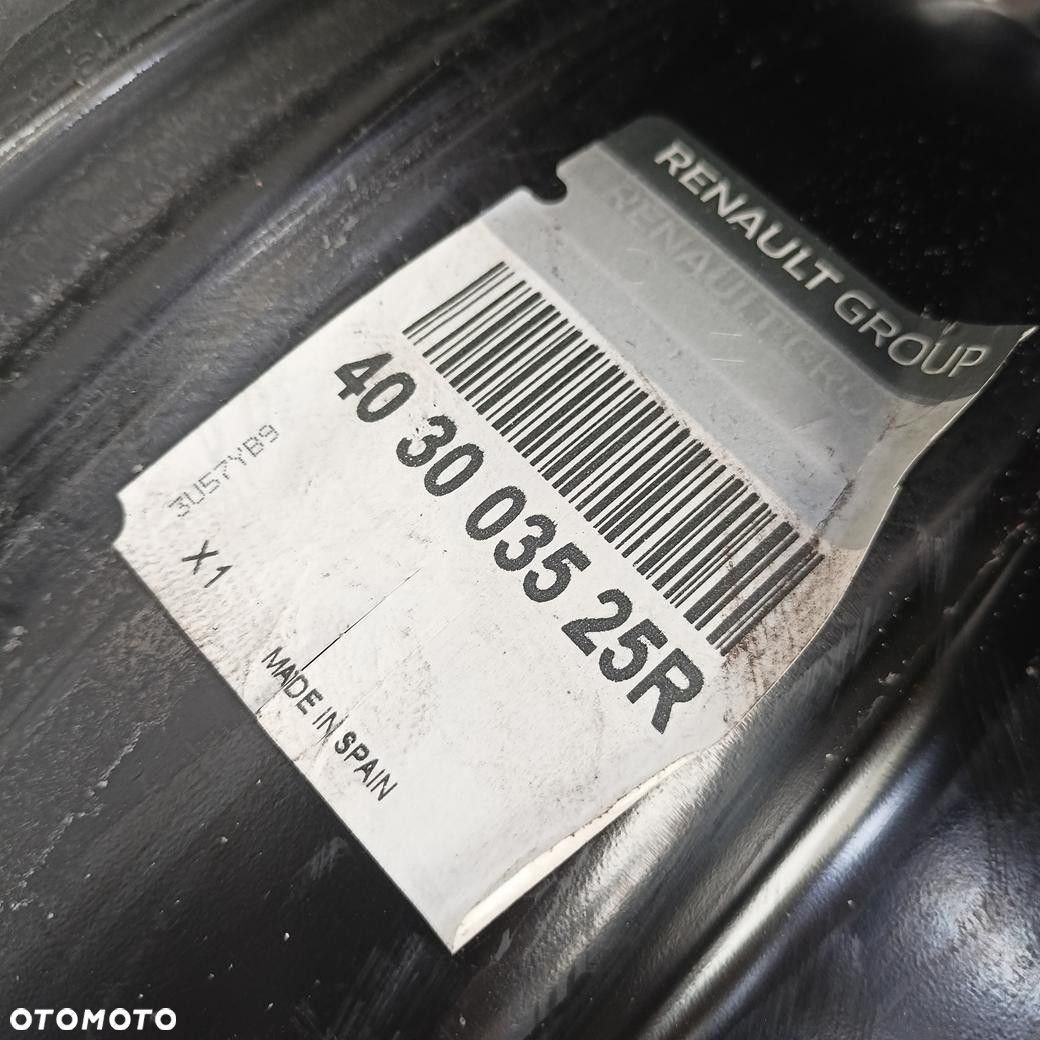 RENAULT GROUP
40 30 035 25R
3U57YB9
X1
MADE IN SPAIN
OTOMOTO